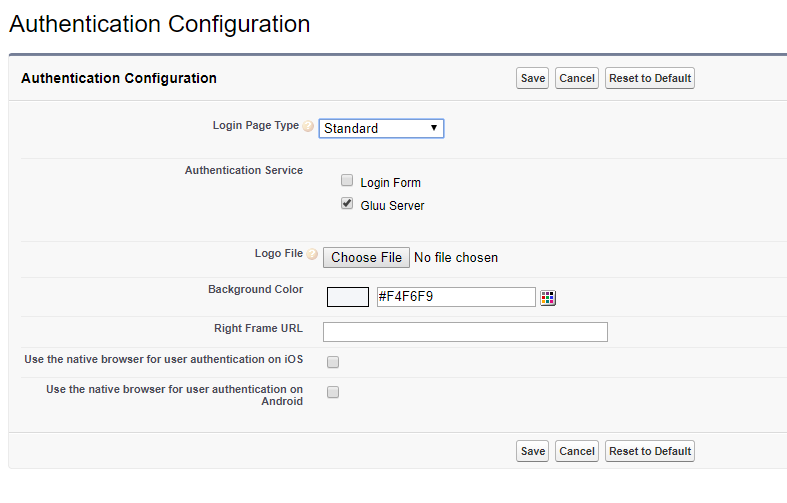 Authentication Configuration
Authentication Configuration Save Cancel Reset to Default
Login Page Type ? Standard
Authentication Service
Login Form
Gluu Server
Logo File ? Choose File No file chosen
Background Color #F4F6F9
Right Frame URL
Use the native browser for user authentication on iOS
Use the native browser for user authentication on
Android
Save Cancel Reset to Default